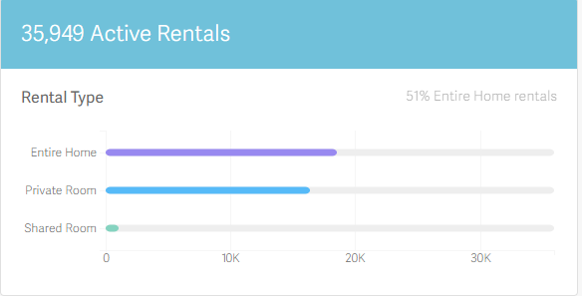 35,949 Active Rentals
Rental Type
51% Entire Home rentals
Entire Home
Private Room
Shared Room
0 10K 20K 30K